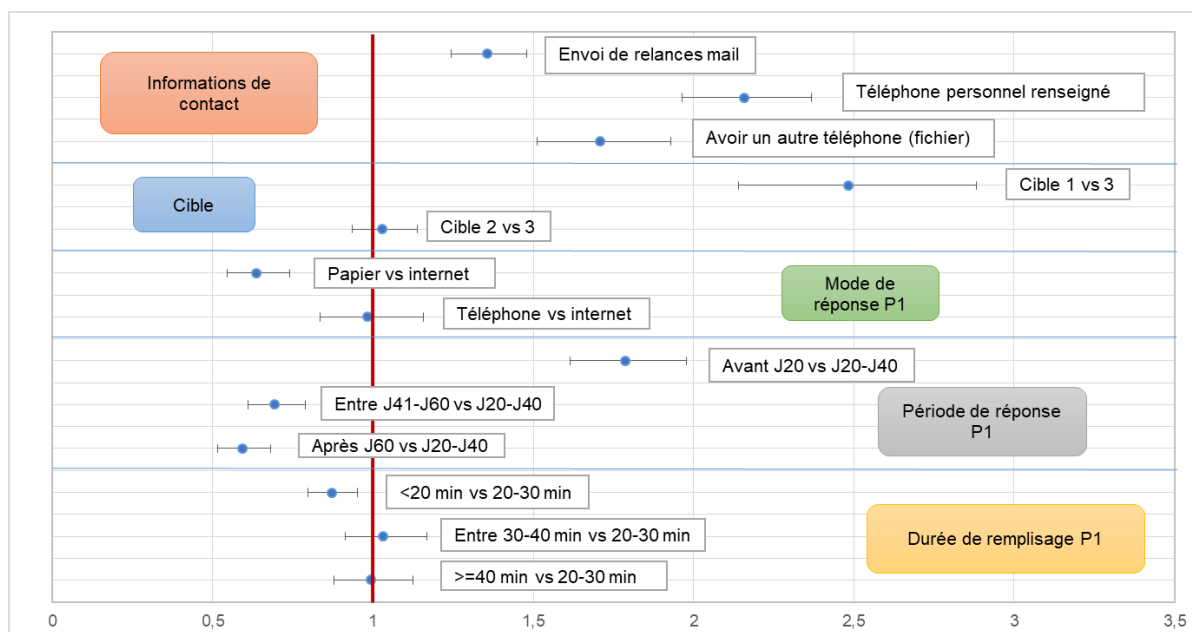 Informations de
contact
Envoi de relances mail
Téléphone personnel renseigné
Avoir un autre téléphone (fichier)
Cible
Cible 1 vs 3
Cible 2 vs 3
Papier vs internet
Mode de
réponse P1
Téléphone vs internet
Avant J20 vs J20-J40
Entre J41-J60 vs J20-J40
Période de réponse
P1
Après J60 vs J20-J40
<20 min vs 20-30 min
Entre 30-40 min vs 20-30 min
Durée de remplisage P1
>=40 min vs 20-30 min
0 0,5 1 1,5 2 2,5 3 3,5